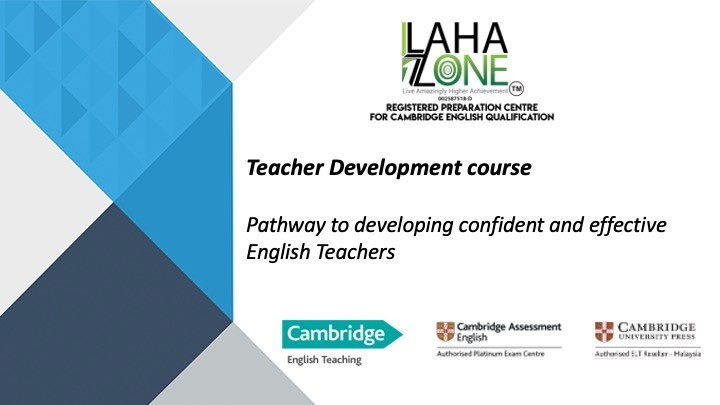 LAHA
ZONE
Live Amazingly Higher Achievement
TM
002587518-D
REGISTERED PREPARATION CENTRE
FOR CAMBRIDGE ENGLISH QUALIFICATION
Teacher Development course
Pathway to developing confident and effective
English Teachers
Cambridge
English Teaching
Cambridge Assessment
English
Authorised Platinum Exam Centre
CAMBRIDGE
UNIVERSITY PRESS
Authorised ELT Reseller - Malaysia